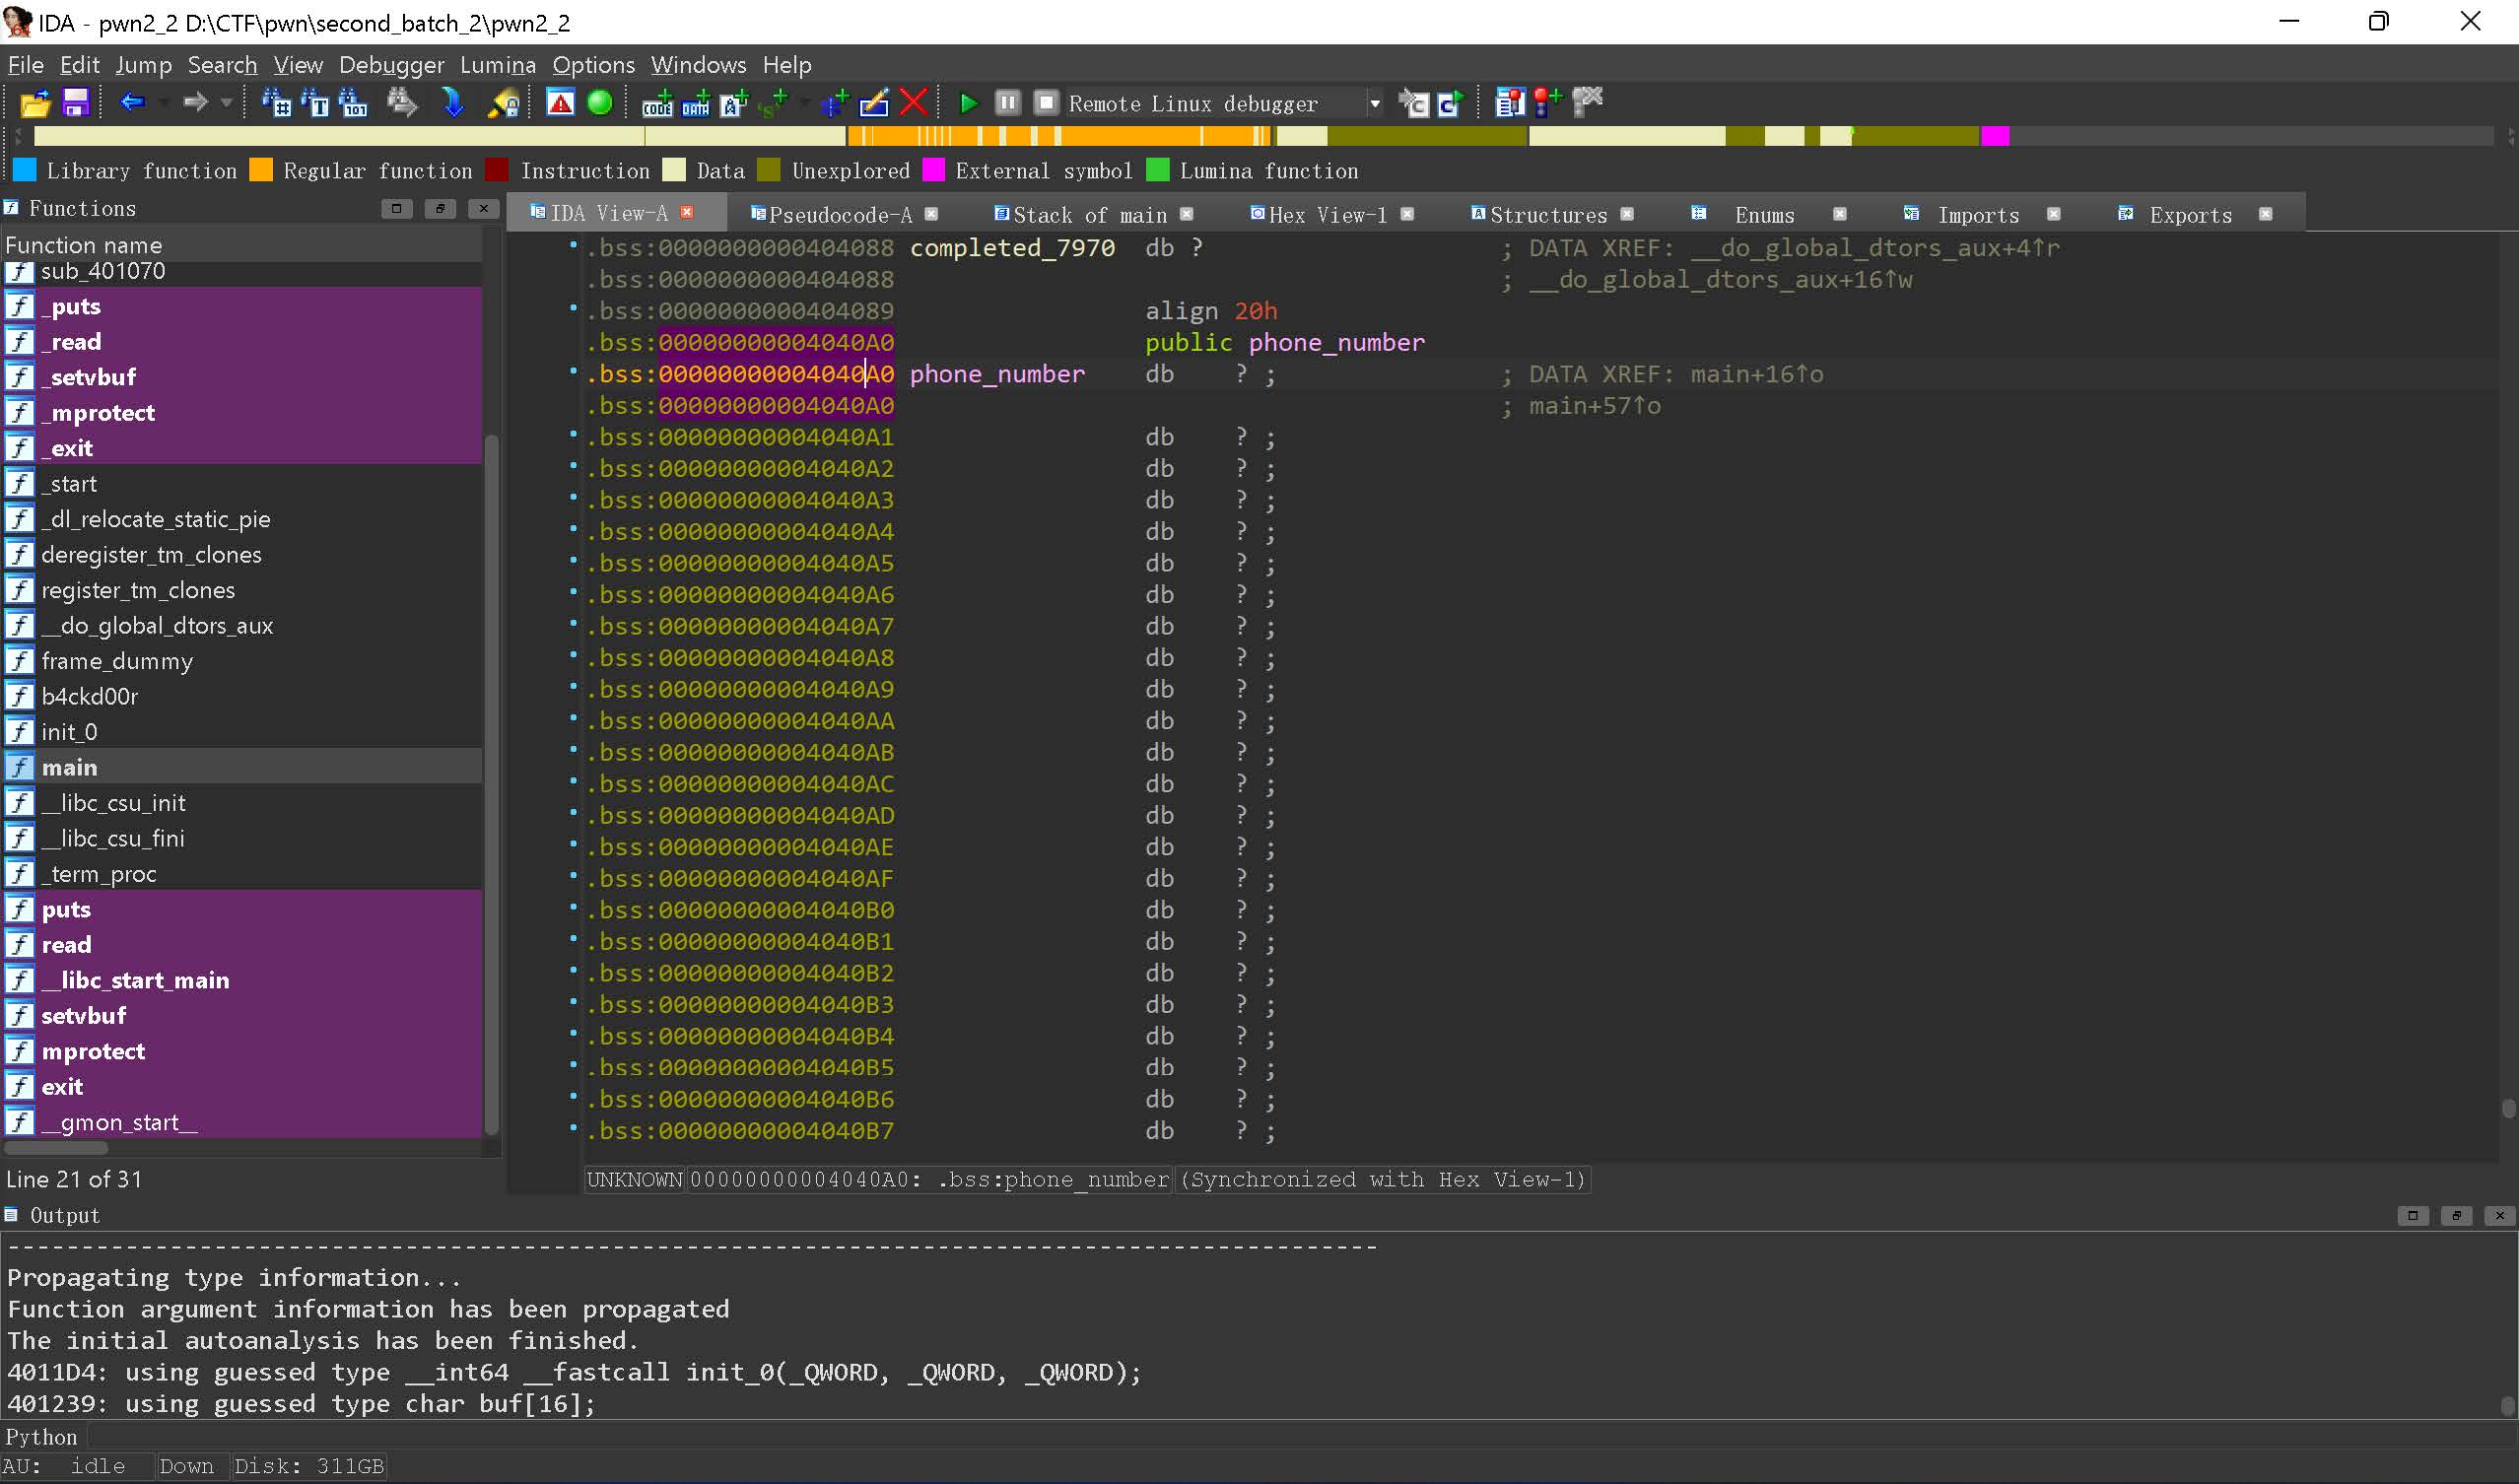 IDA - pwn2_2 D:\CTF\pwn\second_batch_2\pwn2_2
File Edit Jump Search View Debugger Lumina Options Windows Help
Remote Linux debugger
Library function Regular function Instruction Data Unexplored External symbol Lumina function
Functions
Function name
sub_401070
_puts
_read
_setvbuf
_mprotect
_exit
_start
_dl_relocate_static_pie
deregister_tm_clones
register_tm_clones
__do_global_dtors_aux
frame_dummy
b4ckd00r
init_0
main
__libc_csu_init
__libc_csu_fini
_term_proc
puts
read
__libc_start_main
setvbuf
mprotect
exit
__gmon_start__
Line 21 of 31
IDA View-A Pseudocode-A Stack of main Hex View-1 Structures Enums Imports Exports
.bss:0000000000404088 completed_7970 db ? ; DATA XREF: __do_global_dtors_aux+4↑r
.bss:0000000000404088 ; __do_global_dtors_aux+16↑w
.bss:0000000000404089 align 20h
.bss:00000000004040A0 public phone_number
.bss:00000000004040A0 phone_number db ? ; ; DATA XREF: main+16↑o
.bss:00000000004040A0 ; main+57↑o
.bss:00000000004040A1 db ? ;
.bss:00000000004040A2 db ? ;
.bss:00000000004040A3 db ? ;
.bss:00000000004040A4 db ? ;
.bss:00000000004040A5 db ? ;
.bss:00000000004040A6 db ? ;
.bss:00000000004040A7 db ? ;
.bss:00000000004040A8 db ? ;
.bss:00000000004040A9 db ? ;
.bss:00000000004040AA db ? ;
.bss:00000000004040AB db ? ;
.bss:00000000004040AC db ? ;
.bss:00000000004040AD db ? ;
.bss:00000000004040AE db ? ;
.bss:00000000004040AF db ? ;
.bss:00000000004040B0 db ? ;
.bss:00000000004040B1 db ? ;
.bss:00000000004040B2 db ? ;
.bss:00000000004040B3 db ? ;
.bss:00000000004040B4 db ? ;
.bss:00000000004040B5 db ? ;
.bss:00000000004040B6 db ? ;
.bss:00000000004040B7 db ? ;
UNKNOWN 00000000004040A0: .bss:phone_number (Synchronized with Hex View-1)
Output
---------------------------------------------------------------------------------------------
Propagating type information...
Function argument information has been propagated
The initial autoanalysis has been finished.
4011D4: using guessed type __int64 __fastcall init_0(_QWORD, _QWORD, _QWORD);
401239: using guessed type char buf[16];
Python
AU: idle Down Disk: 311GB